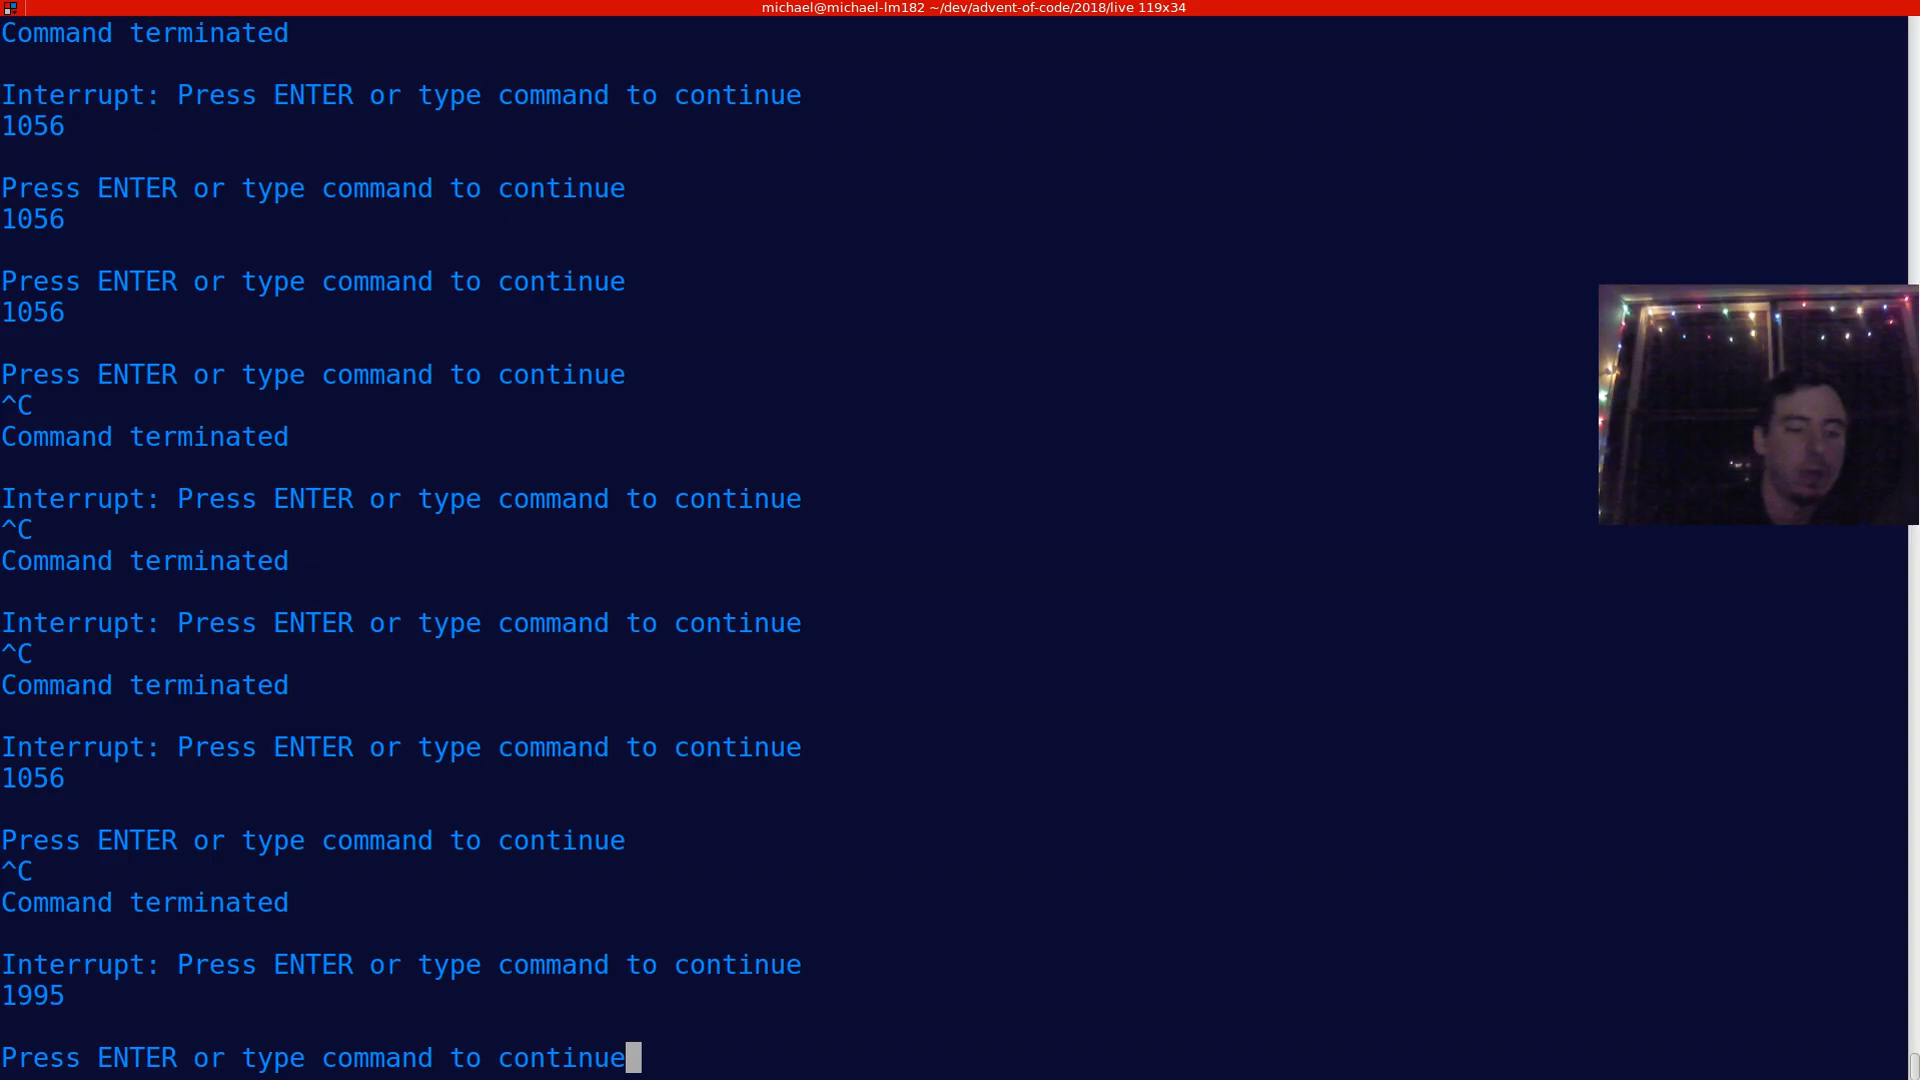 michael@michael-lm182 ~/dev/advent-of-code/2018/live 119x34
Command terminated
Interrupt: Press ENTER or type command to continue
1056
Press ENTER or type command to continue
1056
Press ENTER or type command to continue
1056
Press ENTER or type command to continue
^C
Command terminated
Interrupt: Press ENTER or type command to continue
^C
Command terminated
Interrupt: Press ENTER or type command to continue
^C
Command terminated
Interrupt: Press ENTER or type command to continue
1056
Press ENTER or type command to continue
^C
Command terminated
Interrupt: Press ENTER or type command to continue
1995
Press ENTER or type command to continue